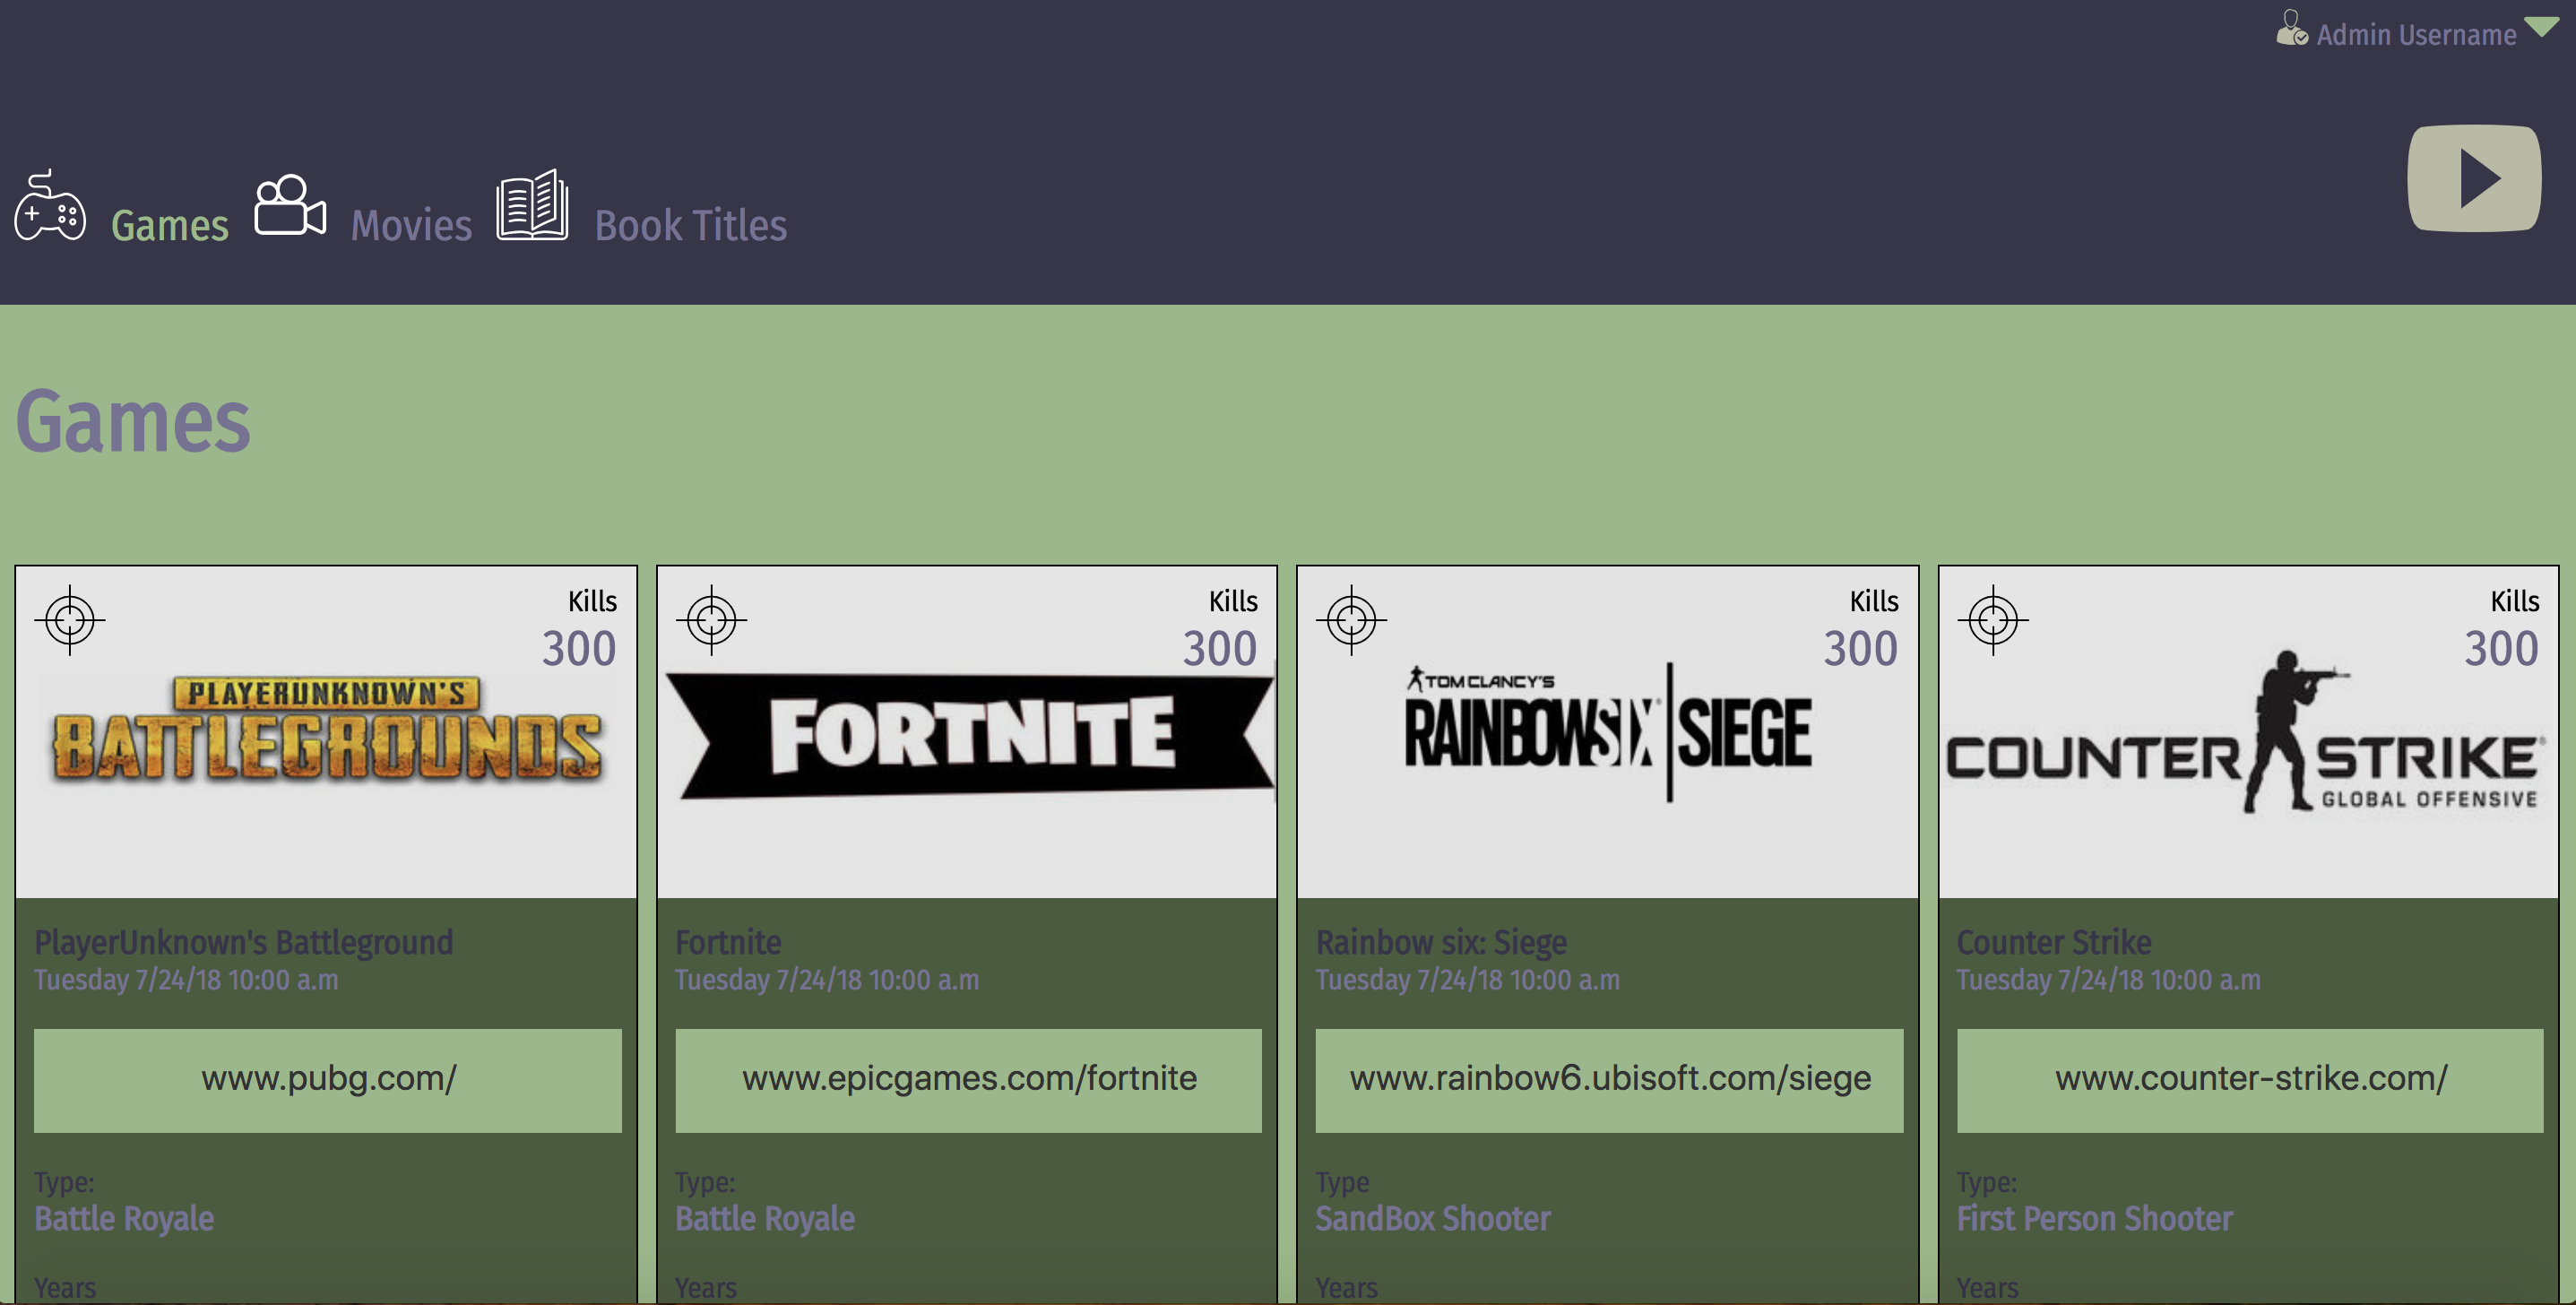 Admin Username
Games Movies Book Titles
Games
Kills
300
PLAYERUNKNOWN'S
BATTLEGROUNDS
PlayerUnknown's Battleground
Tuesday 7/24/18 10:00 a.m
www.pubg.com/
Type:
Battle Royale
Years
Kills
300
FORTNITE
Fortnite
Tuesday 7/24/18 10:00 a.m
www.epicgames.com/fortnite
Type:
Battle Royale
Years
Kills
300
TOM CLANCY'S
RAINBOWSIX SIEGE
Rainbow six: Siege
Tuesday 7/24/18 10:00 a.m
www.rainbow6.ubisoft.com/siege
Type
SandBox Shooter
Years
Kills
300
COUNTER STRIKE®
GLOBAL OFFENSIVE
Counter Strike
Tuesday 7/24/18 10:00 a.m
www.counter-strike.com/
Type:
First Person Shooter
Years